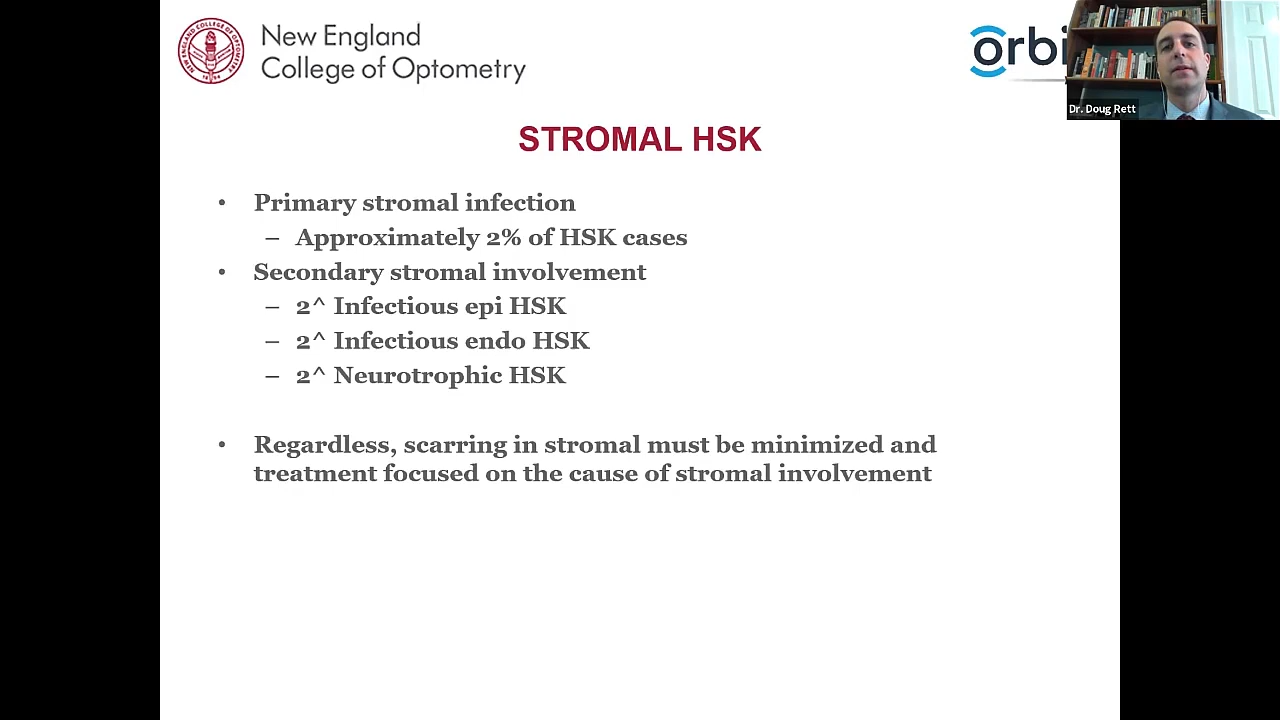 New England
College of Optometry
orbi
Dr. Doug Rett
STROMAL HSK
• Primary stromal infection
– Approximately 2% of HSK cases
• Secondary stromal involvement
– 2^ Infectious epi HSK
– 2^ Infectious endo HSK
– 2^ Neurotrophic HSK
• Regardless, scarring in stromal must be minimized and
treatment focused on the cause of stromal involvement